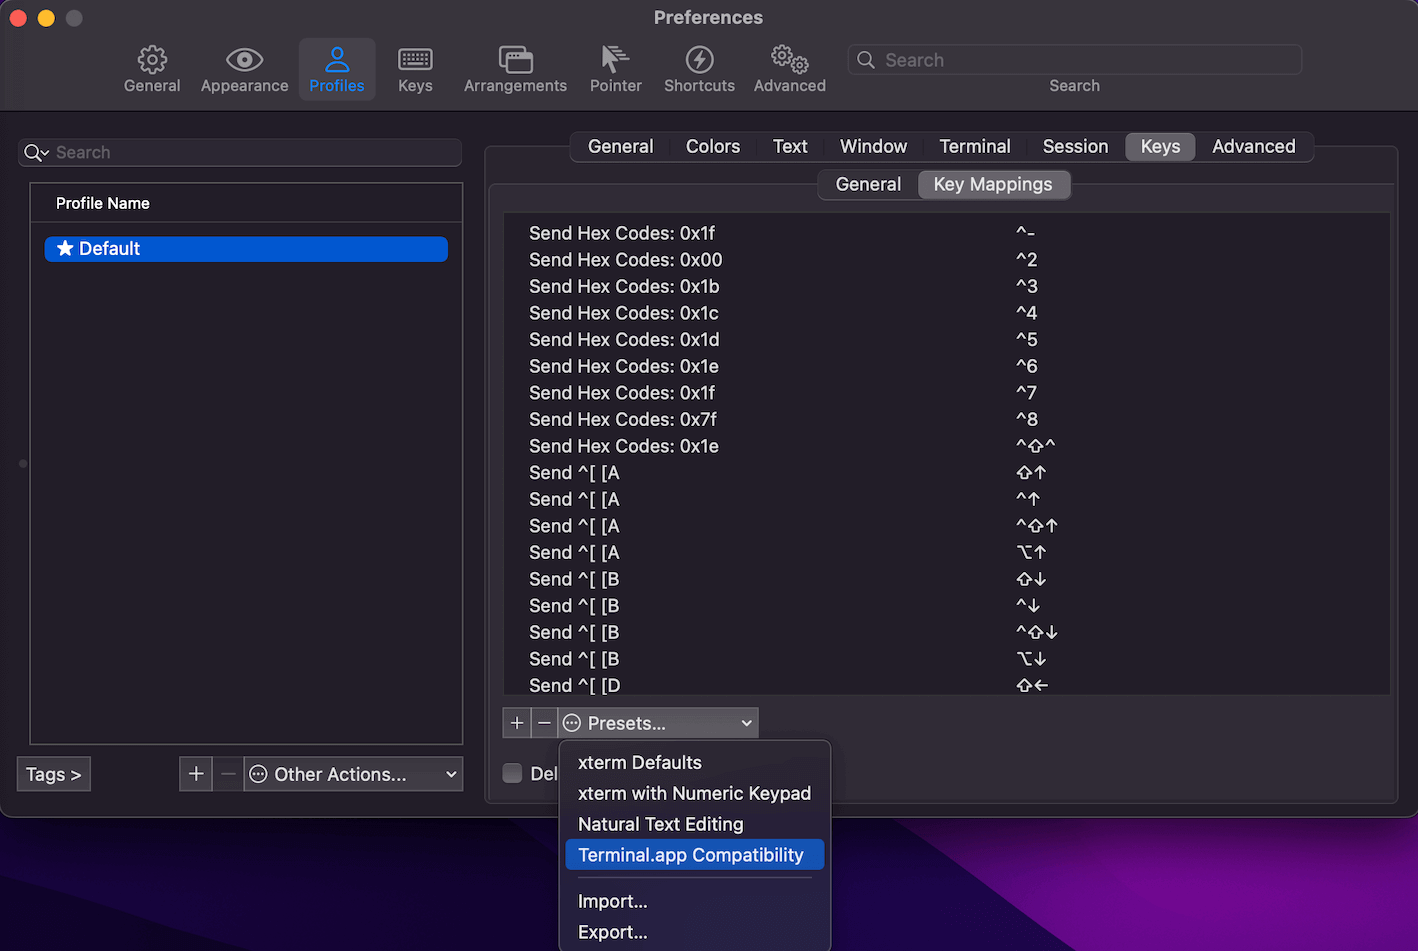 Preferences
General Appearance Profiles Keys Arrangements Pointer Shortcuts Advanced Search
Search
Search
Profile Name
★ Default
Tags >
+ − Other Actions...
General Colors Text Window Terminal Session Keys Advanced
General Key Mappings
Send Hex Codes: 0x1f ^-
Send Hex Codes: 0x00 ^2
Send Hex Codes: 0x1b ^3
Send Hex Codes: 0x1c ^4
Send Hex Codes: 0x1d ^5
Send Hex Codes: 0x1e ^6
Send Hex Codes: 0x1f ^7
Send Hex Codes: 0x7f ^8
Send Hex Codes: 0x1e ^⇧^
Send ^[ [A ⇧↑
Send ^[ [A ^↑
Send ^[ [A ^⇧↑
Send ^[ [A ⌥↑
Send ^[ [B ⇧↓
Send ^[ [B ^↓
Send ^[ [B ^⇧↓
Send ^[ [B ⌥↓
Send ^[ [D ⇧←
+ − Presets...
Del
xterm Defaults
xterm with Numeric Keypad
Natural Text Editing
Terminal.app Compatibility
Import...
Export...